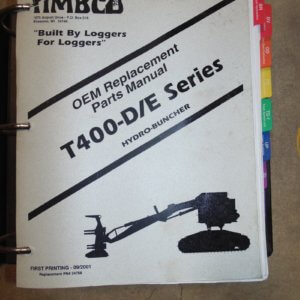 TIMBCO
"Built By Loggers
For Loggers"
OEM Replacement
Parts Manual
T400-D/E Series
HYDRO-BUNCHER
FIRST PRINTING - 09/2001